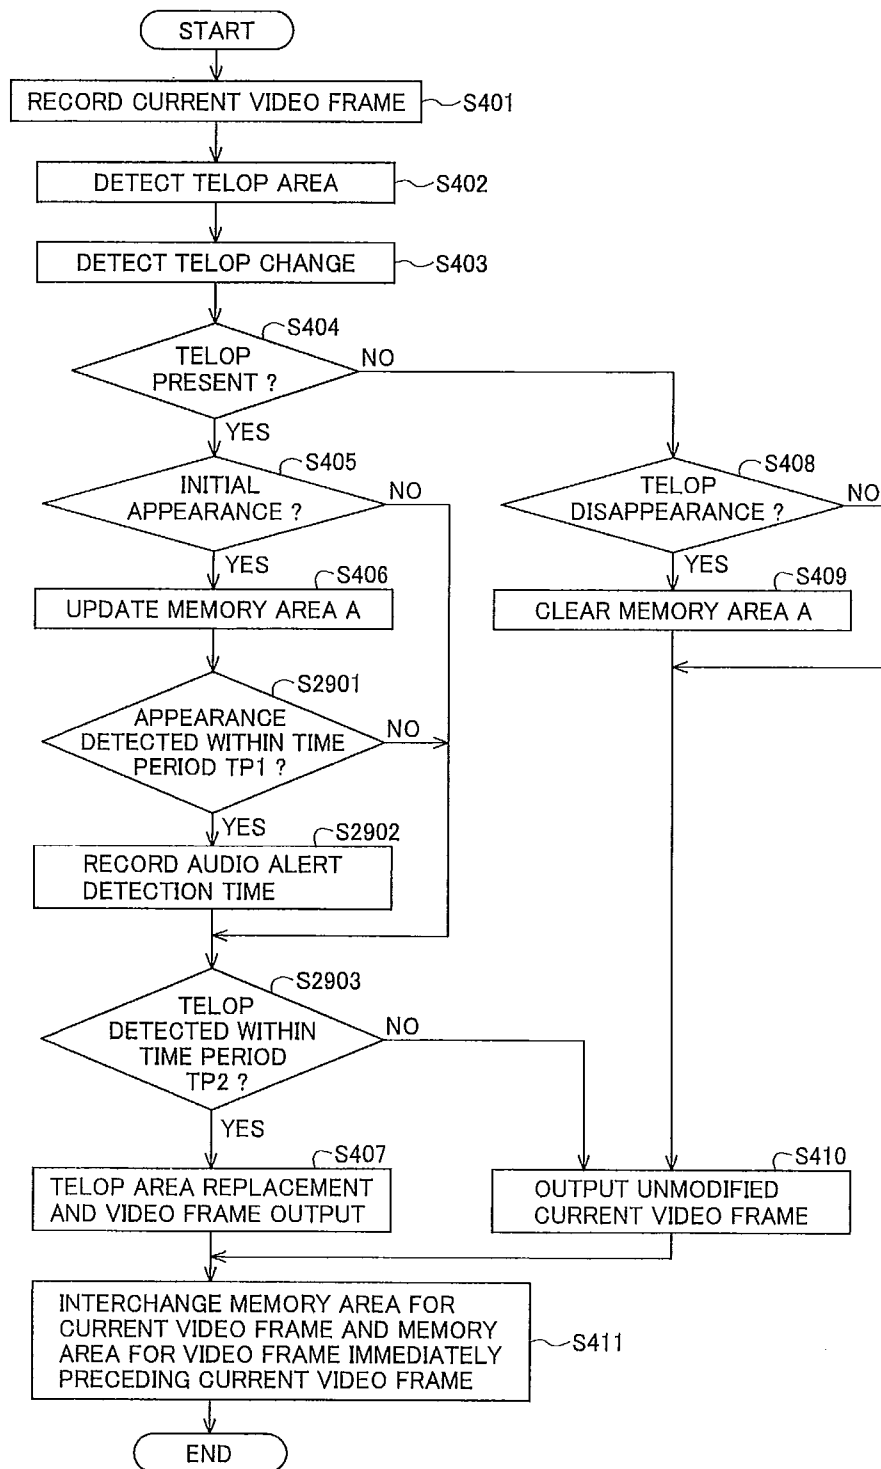 START
RECORD CURRENT VIDEO FRAME
S401
DETECT TELOP AREA
S402
DETECT TELOP CHANGE
S403
S404
TELOP
PRESENT ?
NO
YES
S405
INITIAL
APPEARANCE ?
NO
YES
S408
TELOP
DISAPPEARANCE ?
NO
YES
S406
UPDATE MEMORY AREA A
S409
CLEAR MEMORY AREA A
S2901
APPEARANCE
DETECTED WITHIN TIME
PERIOD TP1 ?
NO
YES
S2902
RECORD AUDIO ALERT
DETECTION TIME
S2903
TELOP
DETECTED WITHIN
TIME PERIOD
TP2 ?
NO
YES
S407
TELOP AREA REPLACEMENT
AND VIDEO FRAME OUTPUT
S410
OUTPUT UNMODIFIED
CURRENT VIDEO FRAME
INTERCHANGE MEMORY AREA FOR
CURRENT VIDEO FRAME AND MEMORY
AREA FOR VIDEO FRAME IMMEDIATELY
PRECEDING CURRENT VIDEO FRAME
S411
END